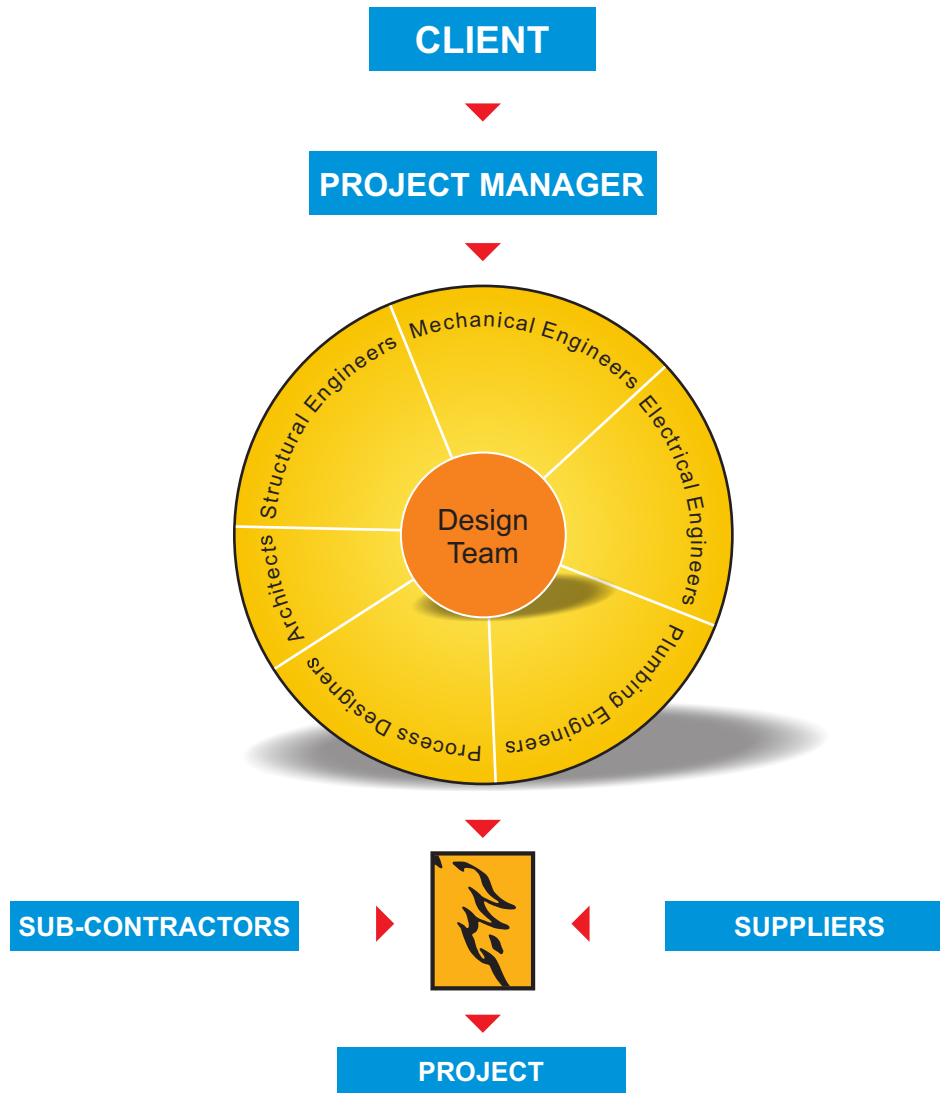 CLIENT
PROJECT MANAGER
Mechanical Engineers
Electrical Engineers
Plumbing Engineers
Process Designers
Architects
Structural Engineers
Design
Team
SUB-CONTRACTORS
SUPPLIERS
PROJECT